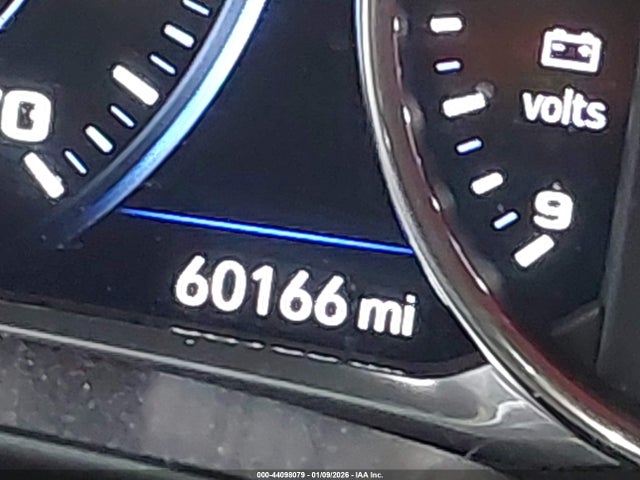 volts
9
60166 mi
000-44098079 - 01/09/2026 - IAA Inc.